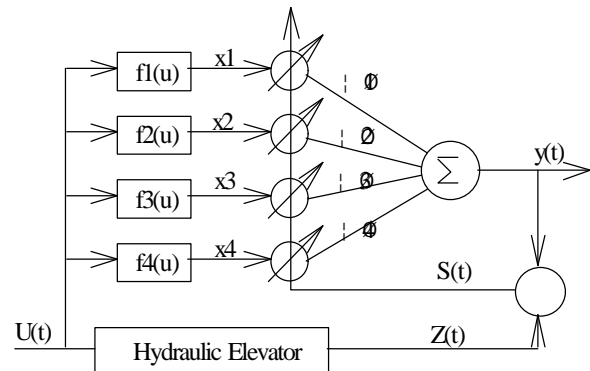 f1(u) x1
f2(u) x2
f3(u) x3
f4(u) x4
Σ
y(t)
S(t)
U(t)
Hydraulic Elevator
Z(t)